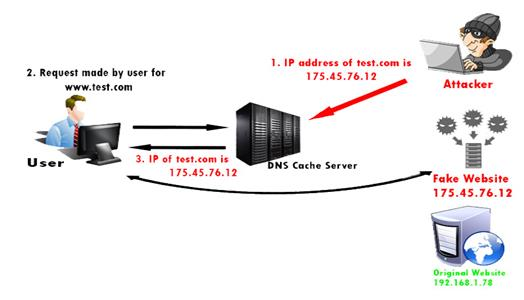 1. IP address of test.com is
175.45.76.12
Attacker
2. Request made by user for
www.test.com
User
3. IP of test.com is
175.45.76.12
DNS Cache Server
Fake Website
175.45.76.12
Original Website
192.168.1.78